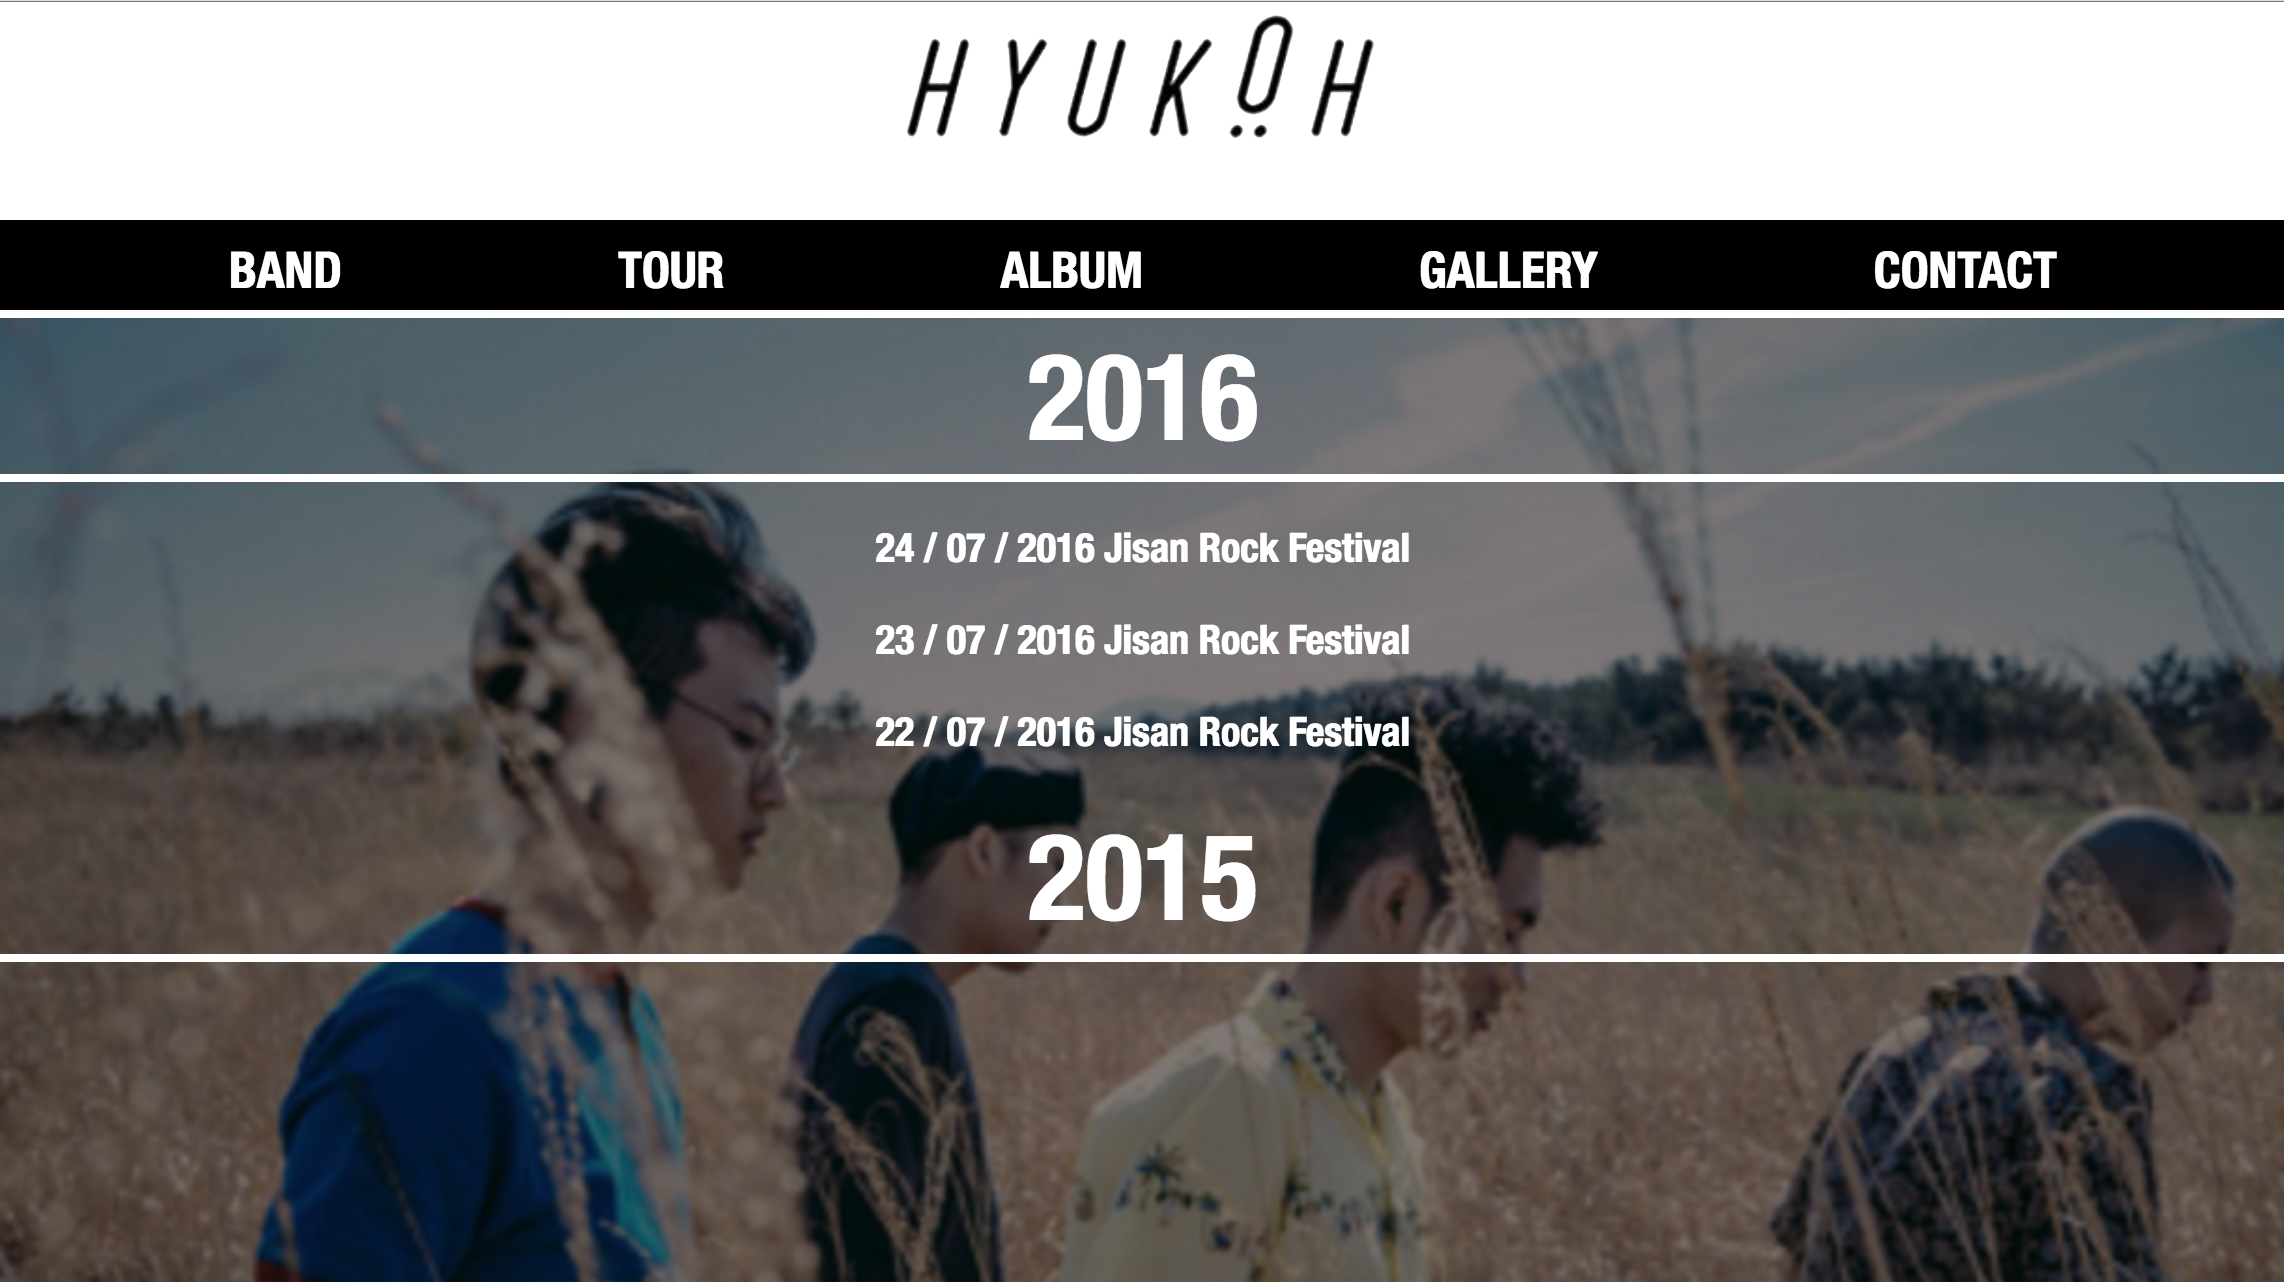 HYUKOH
BAND TOUR ALBUM GALLERY CONTACT
2016
24 / 07 / 2016 Jisan Rock Festival
23 / 07 / 2016 Jisan Rock Festival
22 / 07 / 2016 Jisan Rock Festival
2015